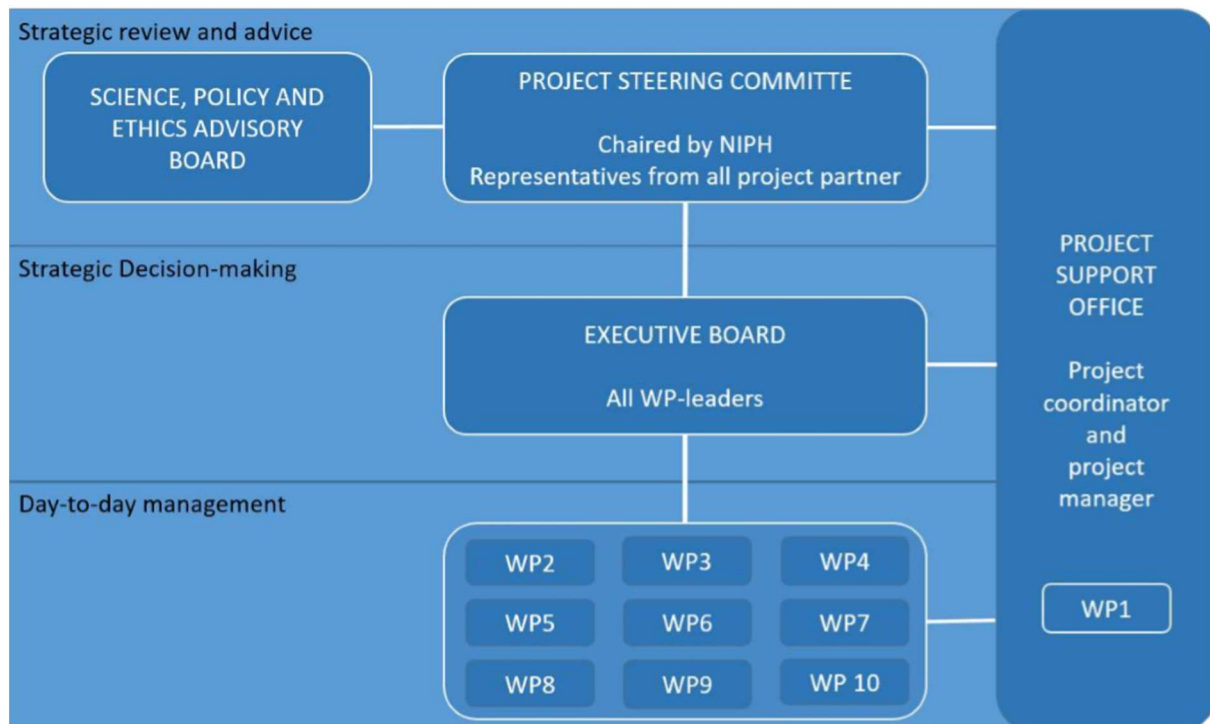 Strategic review and advice
SCIENCE, POLICY AND
ETHICS ADVISORY
BOARD
PROJECT STEERING COMMITTE
Chaired by NIPH
Representatives from all project partner
Strategic Decision-making
EXECUTIVE BOARD
All WP-leaders
Day-to-day management
WP2
WP3
WP4
WP5
WP6
WP7
WP8
WP9
WP 10
PROJECT
SUPPORT
OFFICE
Project
coordinator
and
project
manager
WP1